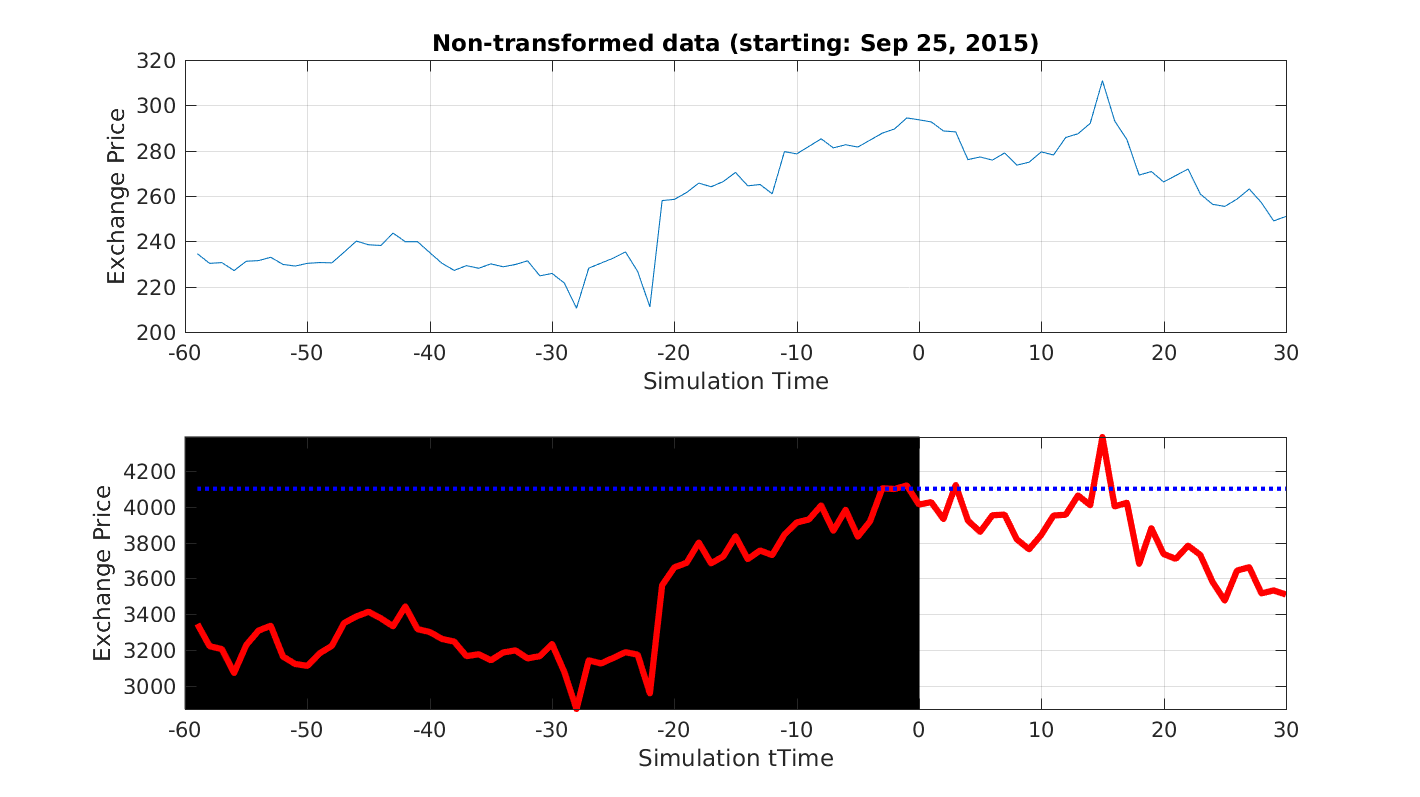 Non-transformed data (starting: Sep 25, 2015)
320
300
280
260
240
220
200
Exchange Price
-60 -50 -40 -30 -20 -10 0 10 20 30
Simulation Time
4200
4000
3800
3600
3400
3200
3000
Exchange Price
-60 -50 -40 -30 -20 -10 0 10 20 30
Simulation tTime